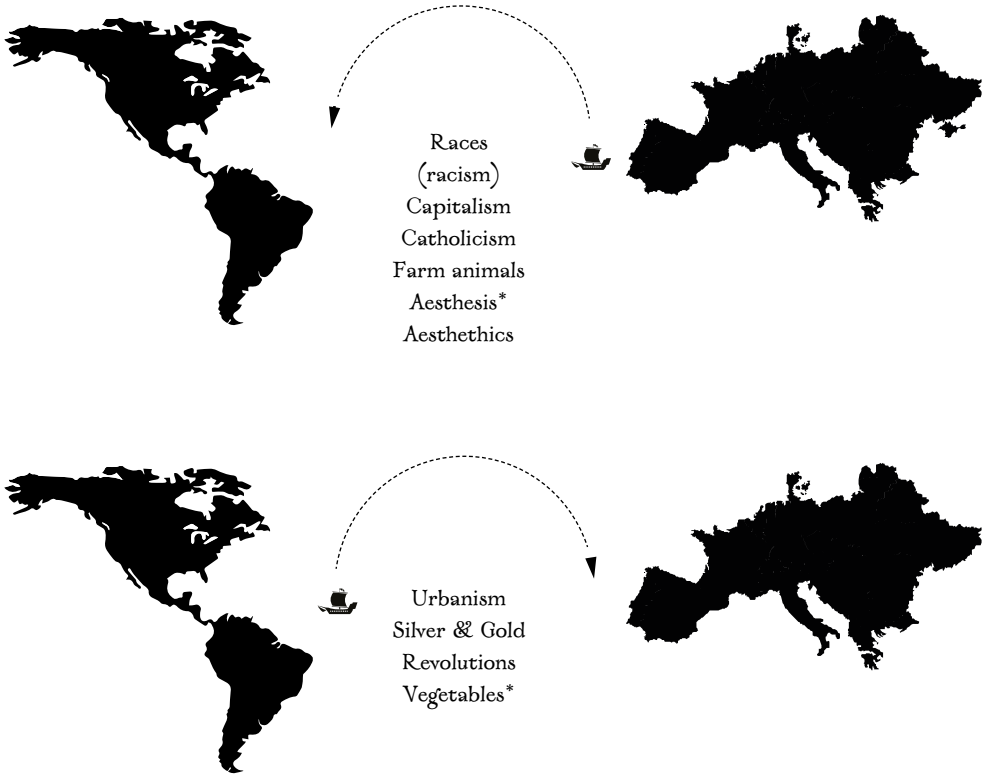 Races
(racism)
Capitalism
Catholicism
Farm animals
Aesthesis*
Aesthethics
Urbanism
Silver & Gold
Revolutions
Vegetables*